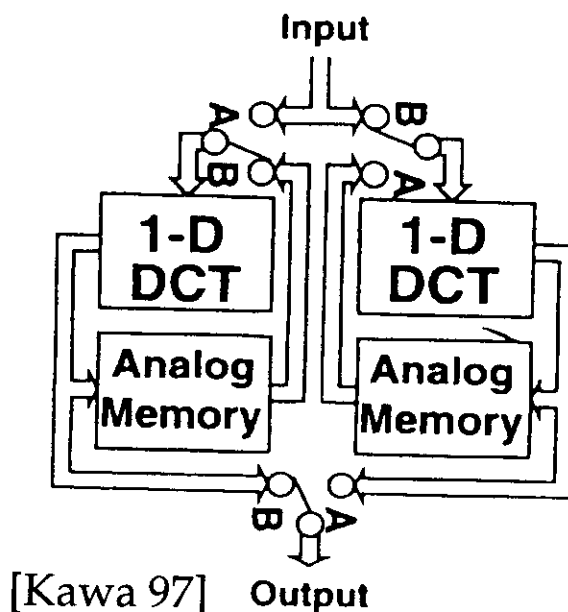 Input
A
B
B
A
1-D
DCT
1-D
DCT
Analog
Memory
Analog
Memory
B
A
[Kawa 97] Output